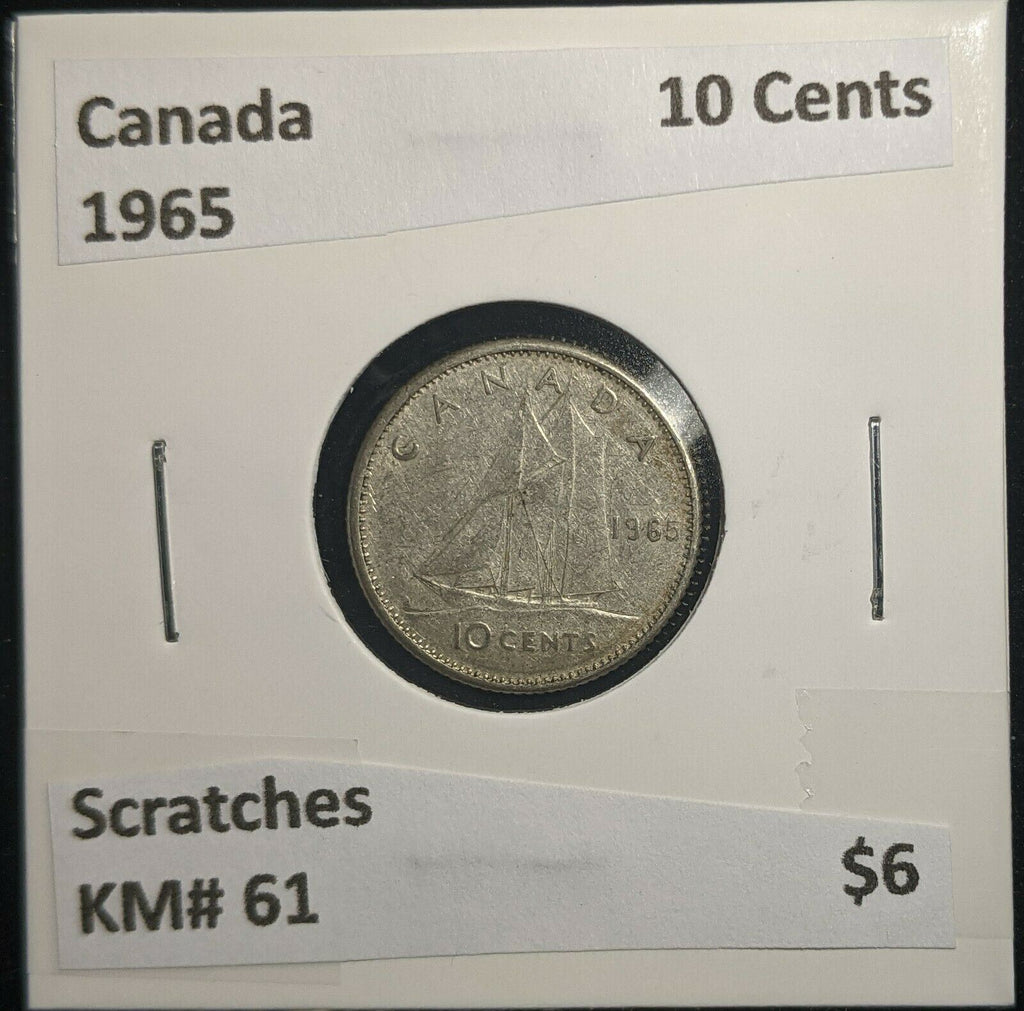 Canada 10 Cents
1965
CANADA
1965
10 CENTS
Scratches
KM# 61 $6